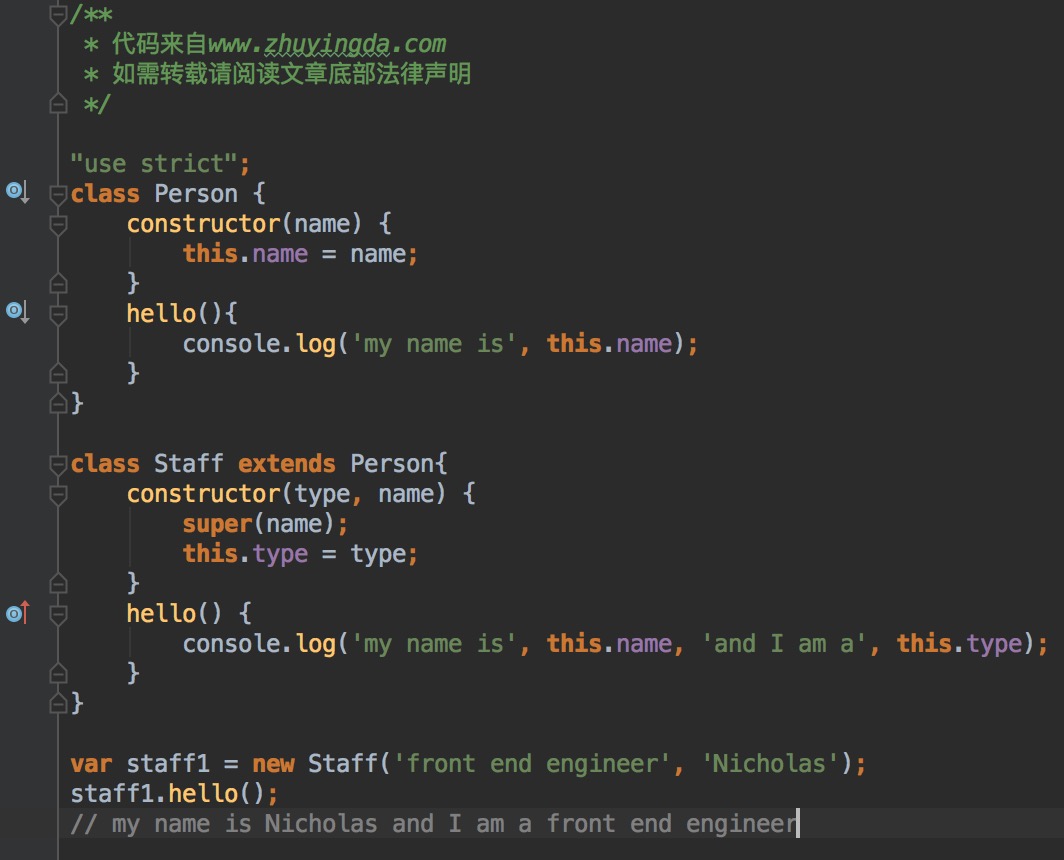 /**
 * 代码来自www.zhuyingda.com
 * 如需转载请阅读文章底部法律声明
 */
"use strict";
class Person {
    constructor(name) {
        this.name = name;
    }
    hello(){
        console.log('my name is', this.name);
    }
}
class Staff extends Person{
    constructor(type, name) {
        super(name);
        this.type = type;
    }
    hello() {
        console.log('my name is', this.name, 'and I am a', this.type);
    }
}
var staff1 = new Staff('front end engineer', 'Nicholas');
staff1.hello();
// my name is Nicholas and I am a front end engineer